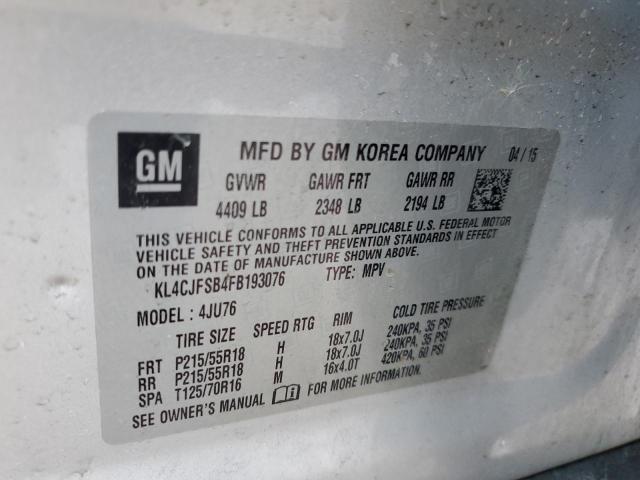 GM
MFD BY GM KOREA COMPANY 04 / 15
GVWR GAWR FRT GAWR RR
4409 LB 2348 LB 2194 LB
THIS VEHICLE CONFORMS TO ALL APPLICABLE U.S. FEDERAL MOTOR
VEHICLE SAFETY AND THEFT PREVENTION STANDARDS IN EFFECT
ON THE DATE OF MANUFACTURE SHOWN ABOVE.
KL4CJFSB4FB193076 TYPE: MPV
MODEL : 4JU76
TIRE SIZE SPEED RTG RIM COLD TIRE PRESSURE
FRT P215/55R18 H 18x7.0J 240KPA, 35 PSI
RR P215/55R18 H 18x7.0J 240KPA, 35 PSI
SPA T125/70R16 M 16x4.0T 420KPA, 60 PSI
SEE OWNER'S MANUAL FOR MORE INFORMATION.